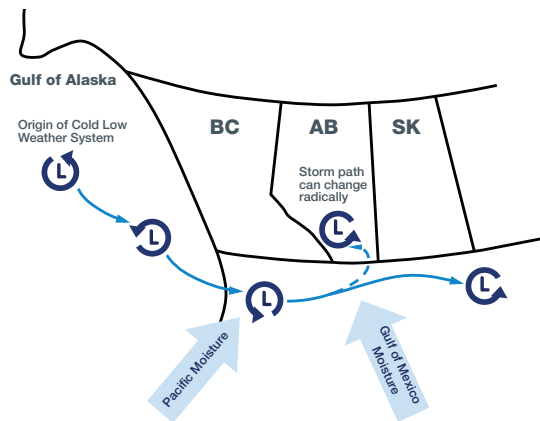 Gulf of Alaska
Origin of Cold Low
Weather System
L
BC
AB
SK
Storm path
can change
radically
L
L
L
L
Pacific Moisture
Gulf of Mexico
Moisture